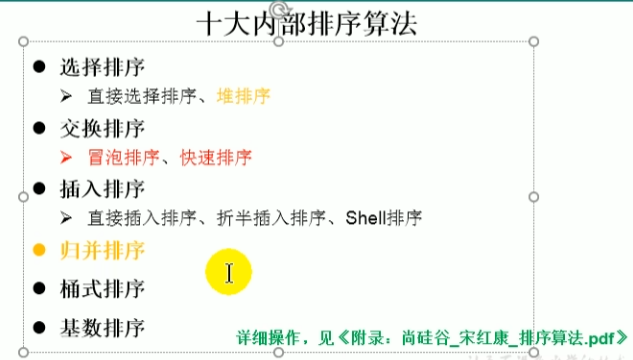 十大内部排序算法
选择排序
直接选择排序、堆排序
交换排序
冒泡排序、快速排序
插入排序
直接插入排序、折半插入排序、Shell排序
归并排序
桶式排序
基数排序
详细操作，见《附录：尚硅谷_宋红康_排序算法.pdf》